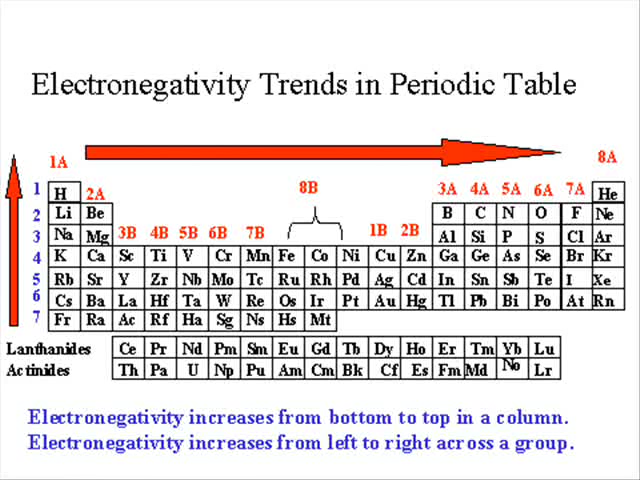 Electronegativity Trends in Periodic Table
1A 8A
1 H 2A 8B 3A 4A 5A 6A 7A He
2 Li Be B C N O F Ne
3 Na Mg 3B 4B 5B 6B 7B 1B 2B Al Si P S Cl Ar
4 K Ca Sc Ti V Cr Mn Fe Co Ni Cu Zn Ga Ge As Se Br Kr
5 Rb Sr Y Zr Nb Mo Tc Ru Rh Pd Ag Cd In Sn Sb Te I Xe
6 Cs Ba La Hf Ta W Re Os Ir Pt Au Hg Tl Pb Bi Po At Rn
7 Fr Ra Ac Rf Ha Sg Ns Hs Mt
Lanthanides Ce Pr Nd Pm Sm Eu Gd Tb Dy Ho Er Tm Yb Lu
Actinides Th Pa U Np Pu Am Cm Bk Cf Es Fm Md No Lr
Electronegativity increases from bottom to top in a column.
Electronegativity increases from left to right across a group.